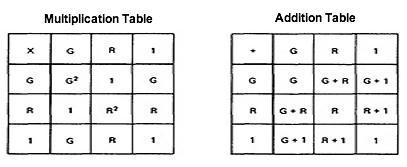 Multiplication Table Addition Table
X G R 1 + G R 1
G G² 1 G G G G + R G + 1
R 1 R² R R G + R R R + 1
1 G R 1 1 G + 1 R + 1 1